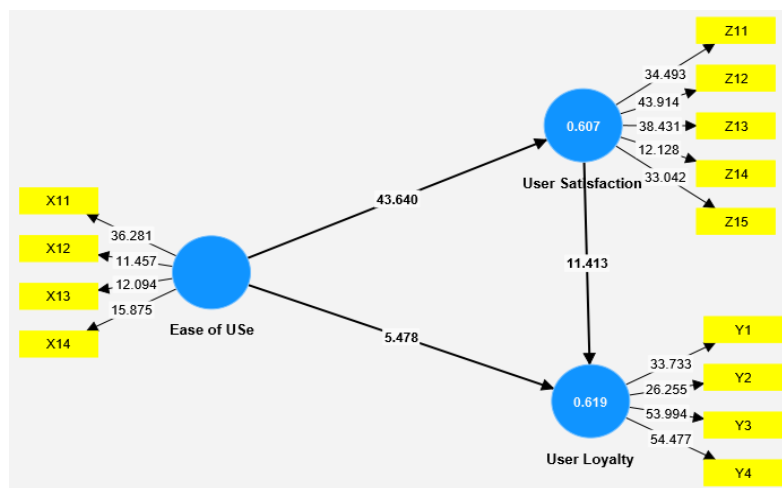 Z11
34.493
Z12
43.914
0.607
38.431
Z13
12.128
Z14
User Satisfaction
33.042
X11
43.640
Z15
36.281
X12
11.457
11.413
X13
12.094
15.875
Ease of USe
Y1
X14
5.478
33.733
Y2
26.255
0.619
53.994
Y3
54.477
User Loyalty
Y4